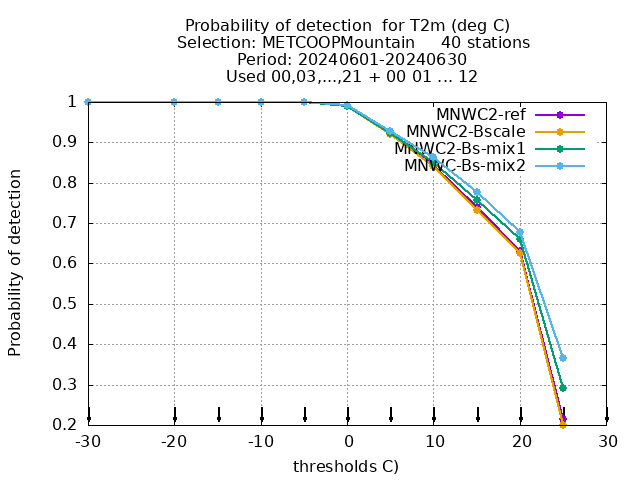 Probability of detection  for T2m (deg C)
Selection: METCOOPMountain     40 stations
Period: 20240601-20240630
Used 00,03,...,21 + 00 01 ... 12
MNWC2-ref
MNWC2-Bscale
MNWC2-Bs-mix1
MNWC-Bs-mix2
Probability of detection
1
0.9
0.8
0.7
0.6
0.5
0.4
0.3
0.2
-30
-20
-10
0
10
20
30
thresholds C)